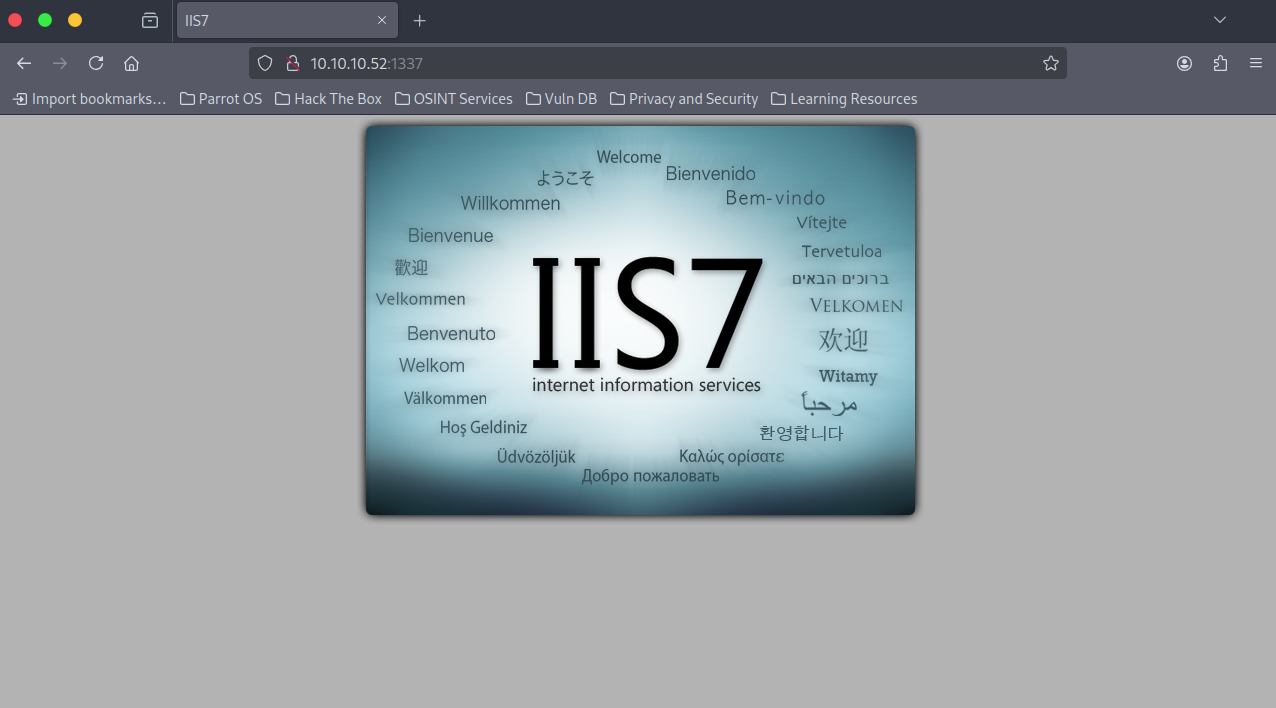 IIS7
10.10.10.52:1337
Import bookmarks…
Parrot OS
Hack The Box
OSINT Services
Vuln DB
Privacy and Security
Learning Resources
Welcome
Bienvenido
ようこそ
Bem-vindo
Willkommen
Vítejte
Bienvenue
Tervetuloa
歡迎
ברוכים הבאים
Velkommen
VELKOMEN
Benvenuto
欢迎
Welkom
Witamy
Välkommen
مرحباً
Hoş Geldiniz
환영합니다
Üdvözöljük
Καλώς ορίσατε
Добро пожаловать
IIS7
internet information services